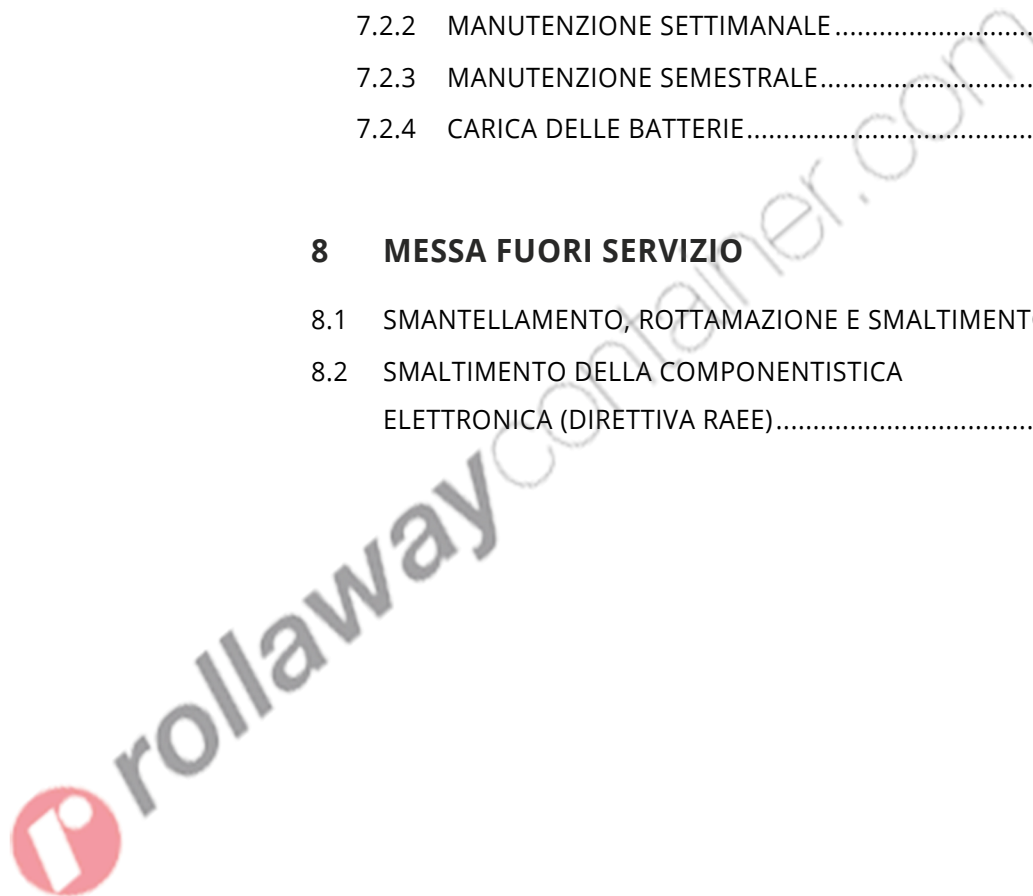 7.2.2 MANUTENZIONE SETTIMANALE.......................
7.2.3 MANUTENZIONE SEMESTRALE.........................
7.2.4 CARICA DELLE BATTERIE.................................
8 MESSA FUORI SERVIZIO
8.1 SMANTELLAMENTO, ROTTAMAZIONE E SMALTIMENTO
8.2 SMALTIMENTO DELLA COMPONENTISTICA
ELETTRONICA (DIRETTIVA RAEE)..............................
rollawaycontainer.com